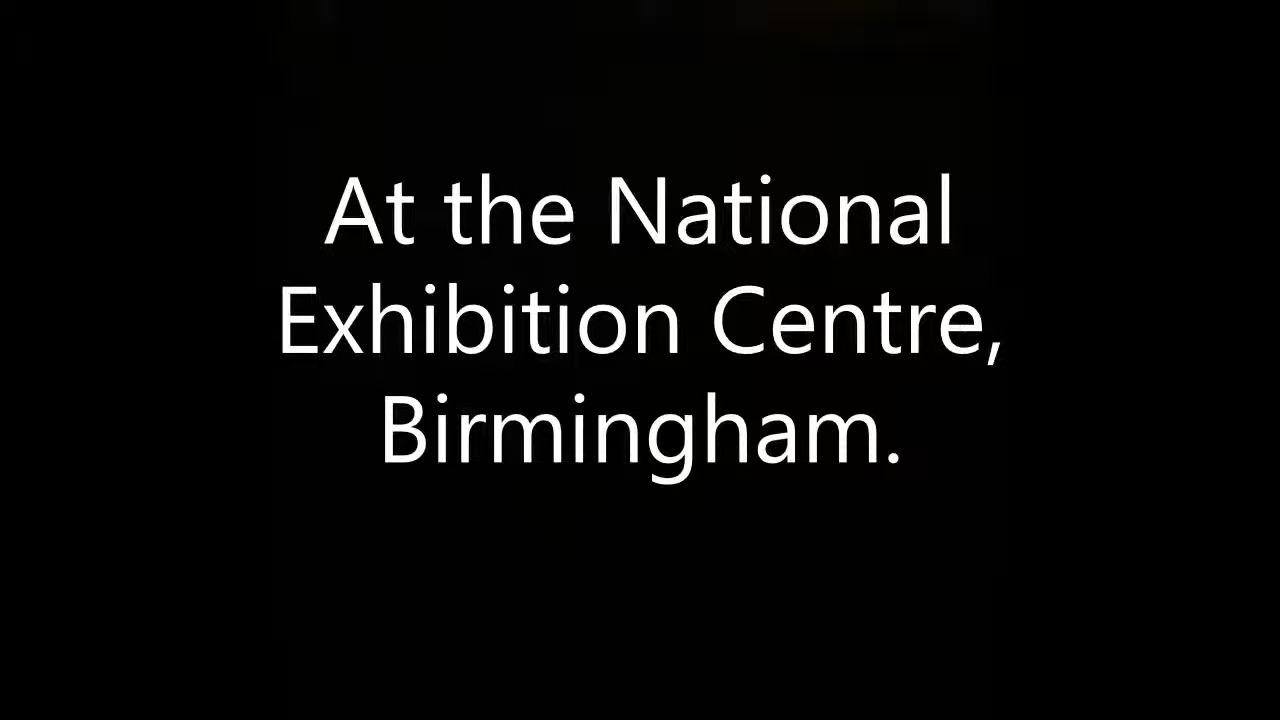 At the National
Exhibition Centre,
Birmingham.